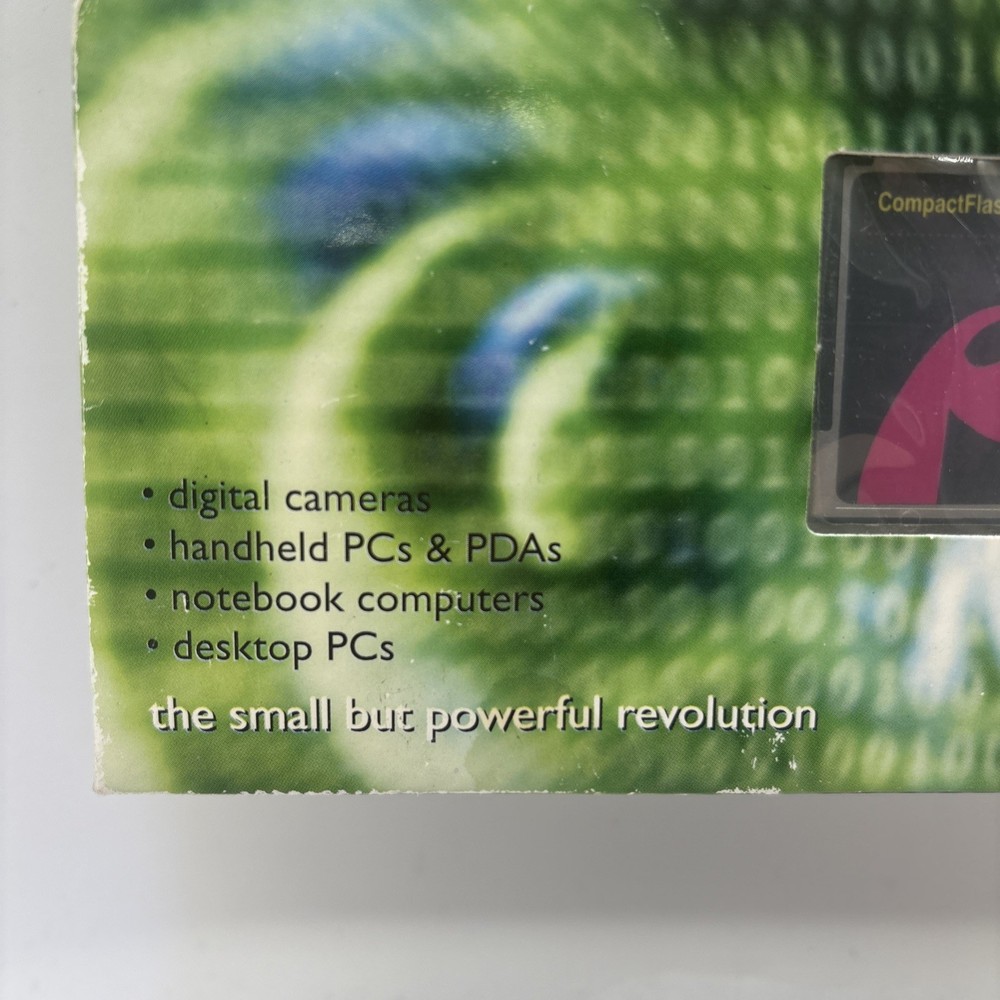 CompactFlas
• digital cameras
• handheld PCs & PDAs
• notebook computers
• desktop PCs
the small but powerful revolution